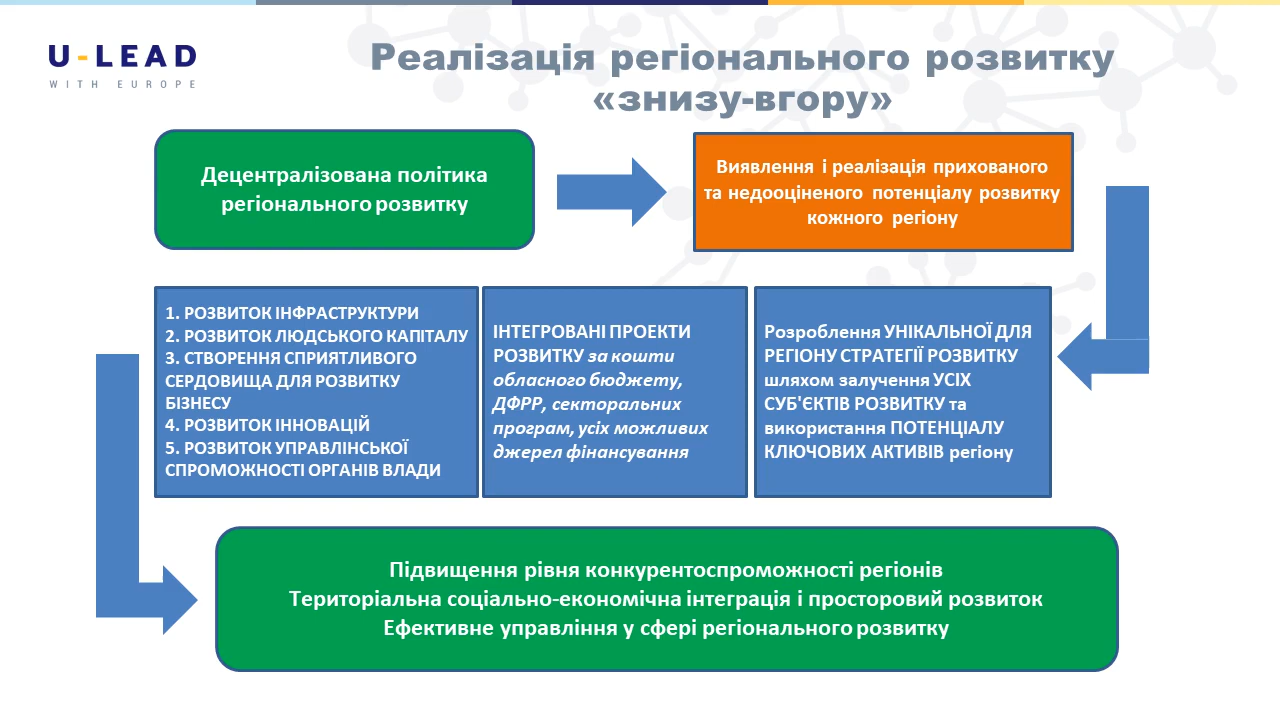 U-LEAD
WITH EUROPE
Реалізація регіонального розвитку
«знизу-вгору»
Децентралізована політика
регіонального розвитку
Виявлення і реалізація прихованого
та недооціненого потенціалу розвитку
кожного регіону
1. РОЗВИТОК ІНФРАСТРУКТУРИ
2. РОЗВИТОК ЛЮДСЬКОГО КАПІТАЛУ
3. СТВОРЕННЯ СПРИЯТЛИВОГО
СЕРДОВИЩА ДЛЯ РОЗВИТКУ
БІЗНЕСУ
4. РОЗВИТОК ІННОВАЦІЙ
5. РОЗВИТОК УПРАВЛІНСЬКОЇ
СПРОМОЖНОСТІ ОРГАНІВ ВЛАДИ
ІНТЕГРОВАНІ ПРОЕКТИ
РОЗВИТКУ за кошти
обласного бюджету,
ДФРР, секторальних
програм, усіх можливих
джерел фінансування
Розроблення УНІКАЛЬНОЇ ДЛЯ
РЕГІОНУ СТРАТЕГІЇ РОЗВИТКУ
шляхом залучення УСІХ
СУБ'ЄКТІВ РОЗВИТКУ та
використання ПОТЕНЦІАЛУ
КЛЮЧОВИХ АКТИВІВ регіону
Підвищення рівня конкурентоспроможності регіонів
Територіальна соціально-економічна інтеграція і просторовий розвиток
Ефективне управління у сфері регіонального розвитку